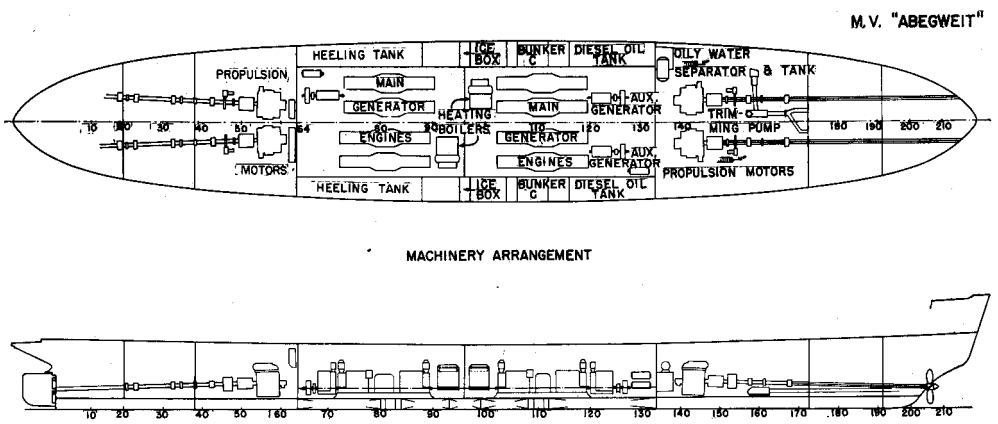 M.V. "ABEGWEIT"
HEELING TANK ICE BOX BUNKER C DIESEL OIL TANK OILY WATER SEPARATOR & TANK
PROPULSION MOTORS
MAIN GENERATOR ENGINES
HEATING BOILERS
MAIN GENERATOR ENGINES
AUX. GENERATOR
AUX. GENERATOR
TRIMMING PUMP
PROPULSION MOTORS
10 20 30 40 50 64 80 90 110 120 130 140 180 190 200 210
HEELING TANK ICE BOX BUNKER C DIESEL OIL TANK
MACHINERY ARRANGEMENT
10 20 30 40 50 160 70 80 90 100 110 120 130 140 150 160 170 180 190 200 210